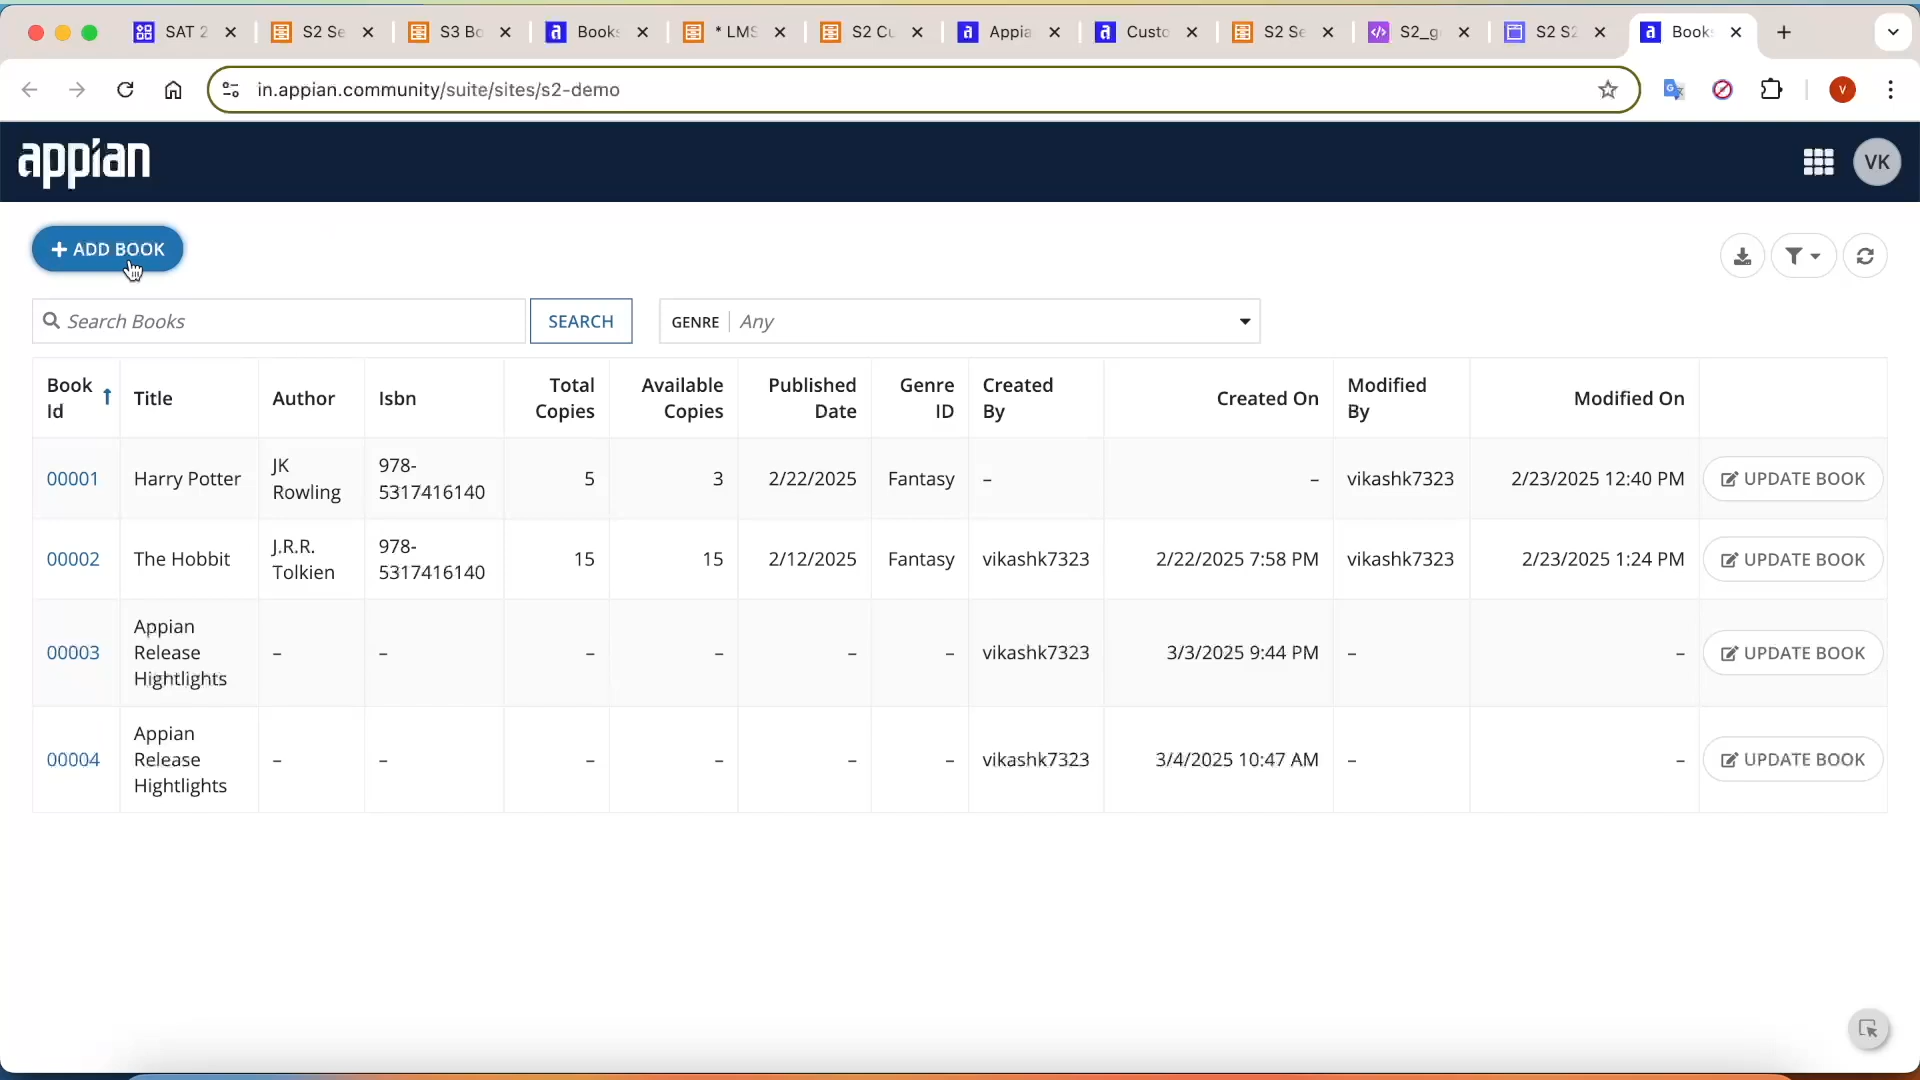 SAT 2
S2 Se
S3 Bo
Books
* LMS
S2 Cu
Appia
Custo
S2 Se
S2_g
S2 S2
Books
in.appian.community/suite/sites/s2-demo
V
appian
VK
+ ADD BOOK
Search Books
SEARCH
GENRE Any
Book Id Title Author Isbn Total Copies Available Copies Published Date Genre ID Created By Created On Modified By Modified On
00001 Harry Potter JK Rowling 978-5317416140 5 3 2/22/2025 Fantasy – – vikashk7323 2/23/2025 12:40 PM UPDATE BOOK
00002 The Hobbit J.R.R. Tolkien 978-5317416140 15 15 2/12/2025 Fantasy vikashk7323 2/22/2025 7:58 PM vikashk7323 2/23/2025 1:24 PM UPDATE BOOK
00003 Appian Release Hightlights – – – – – – vikashk7323 3/3/2025 9:44 PM – – UPDATE BOOK
00004 Appian Release Hightlights – – – – – – vikashk7323 3/4/2025 10:47 AM – – UPDATE BOOK